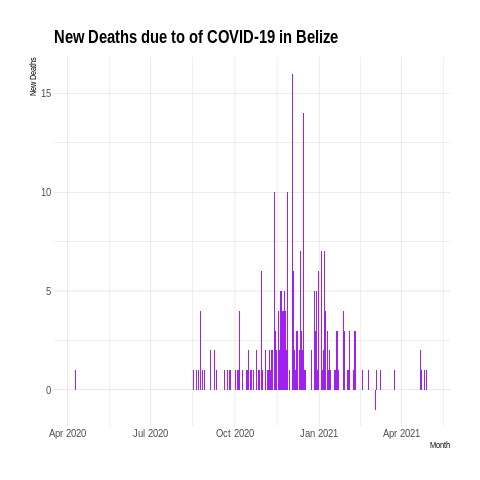 New Deaths due to of COVID-19 in Belize
New Deaths
15
10
5
0
Apr 2020 Jul 2020 Oct 2020 Jan 2021 Apr 2021
Month